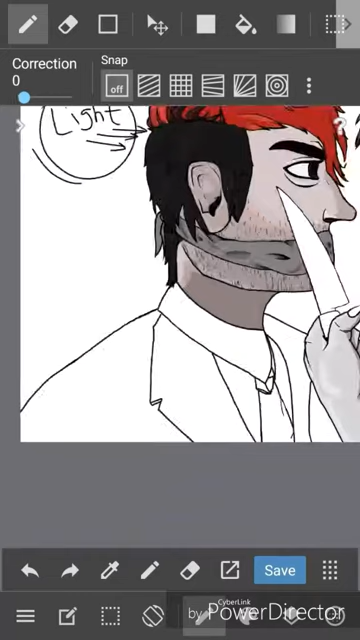 Correction
0
Snap
off
Light
?
Save
CyberLink
by PowerDirector